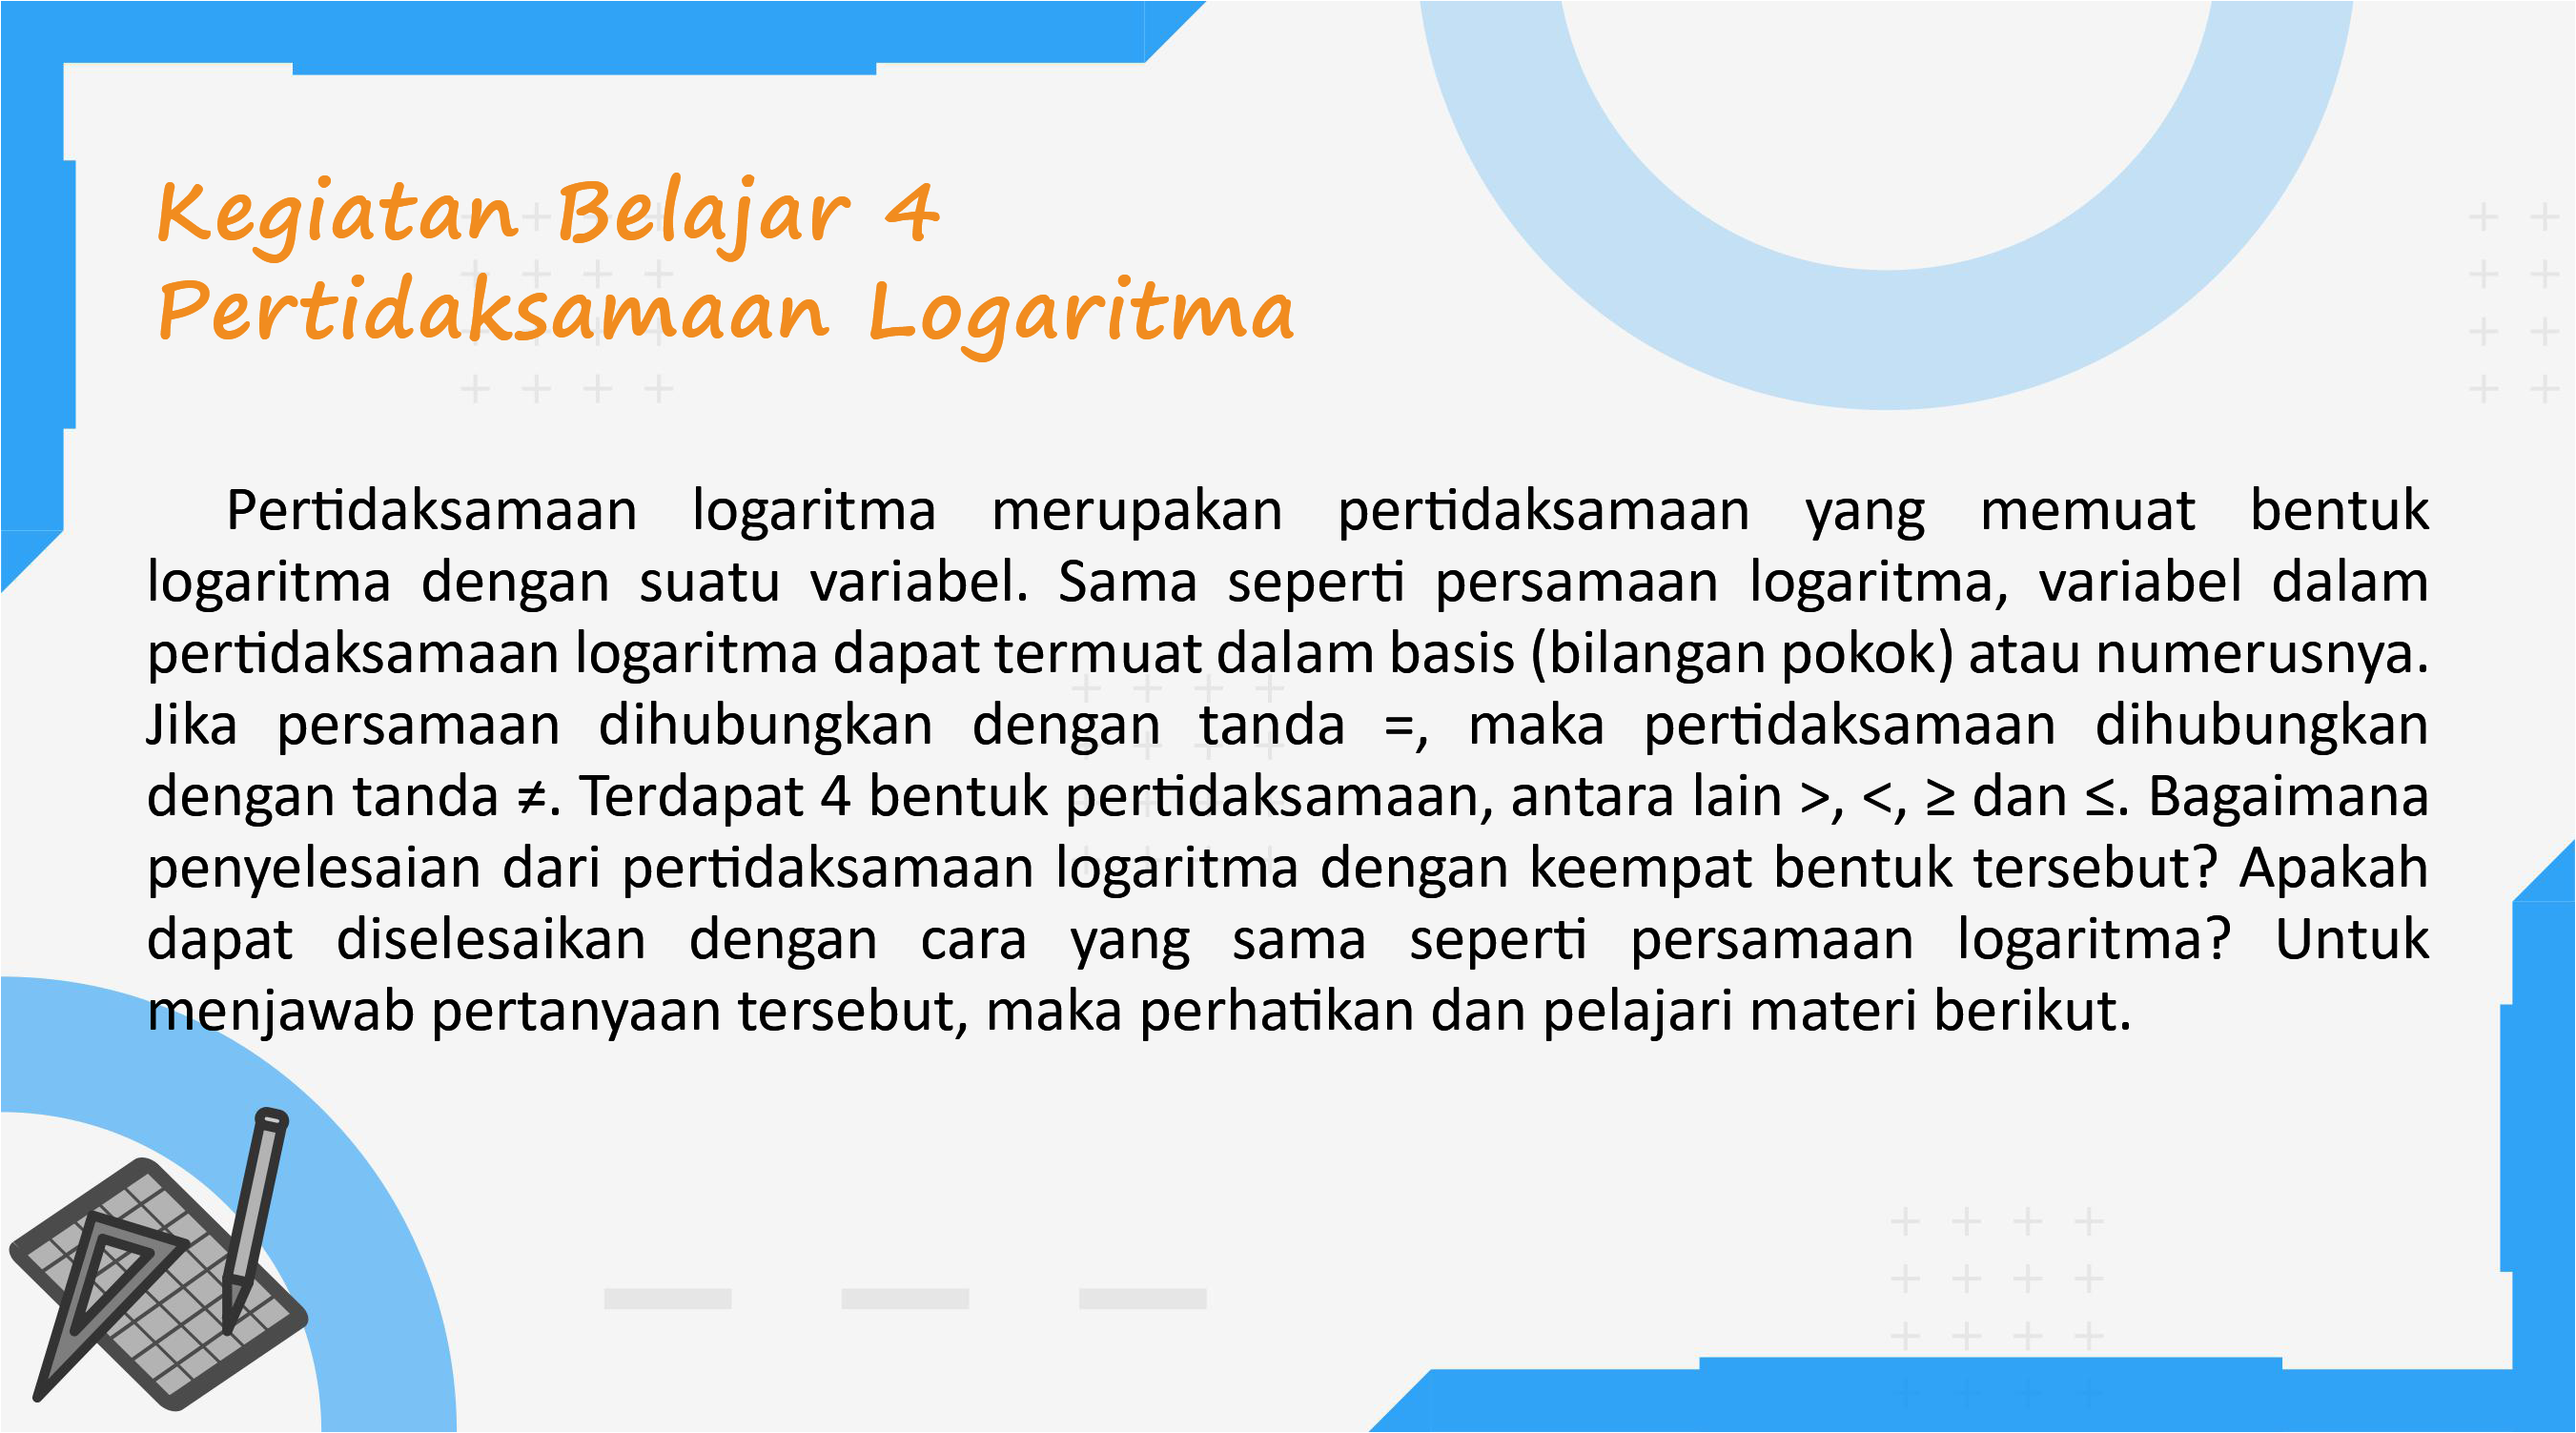 Kegiatan Belajar 4
Pertidaksamaan Logaritma
Pertidaksamaan logaritma merupakan pertidaksamaan yang memuat bentuk
logaritma dengan suatu variabel. Sama seperti persamaan logaritma, variabel dalam
pertidaksamaan logaritma dapat termuat dalam basis (bilangan pokok) atau numerusnya.
Jika persamaan dihubungkan dengan tanda =, maka pertidaksamaan dihubungkan
dengan tanda ≠. Terdapat 4 bentuk pertidaksamaan, antara lain >, <, ≥ dan ≤. Bagaimana
penyelesaian dari pertidaksamaan logaritma dengan keempat bentuk tersebut? Apakah
dapat diselesaikan dengan cara yang sama seperti persamaan logaritma? Untuk
menjawab pertanyaan tersebut, maka perhatikan dan pelajari materi berikut.